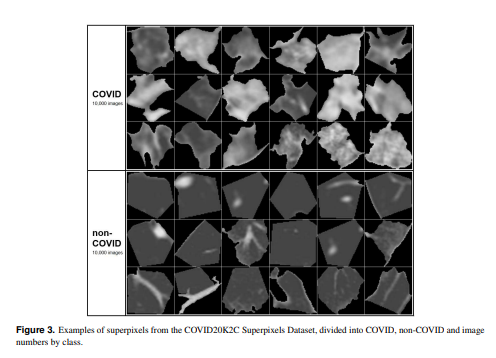 COVID
10,000 images
non-
COVID
10,000 images
Figure 3. Examples of superpixels from the COVID20K2C Superpixels Dataset, divided into COVID, non-COVID and image
numbers by class.